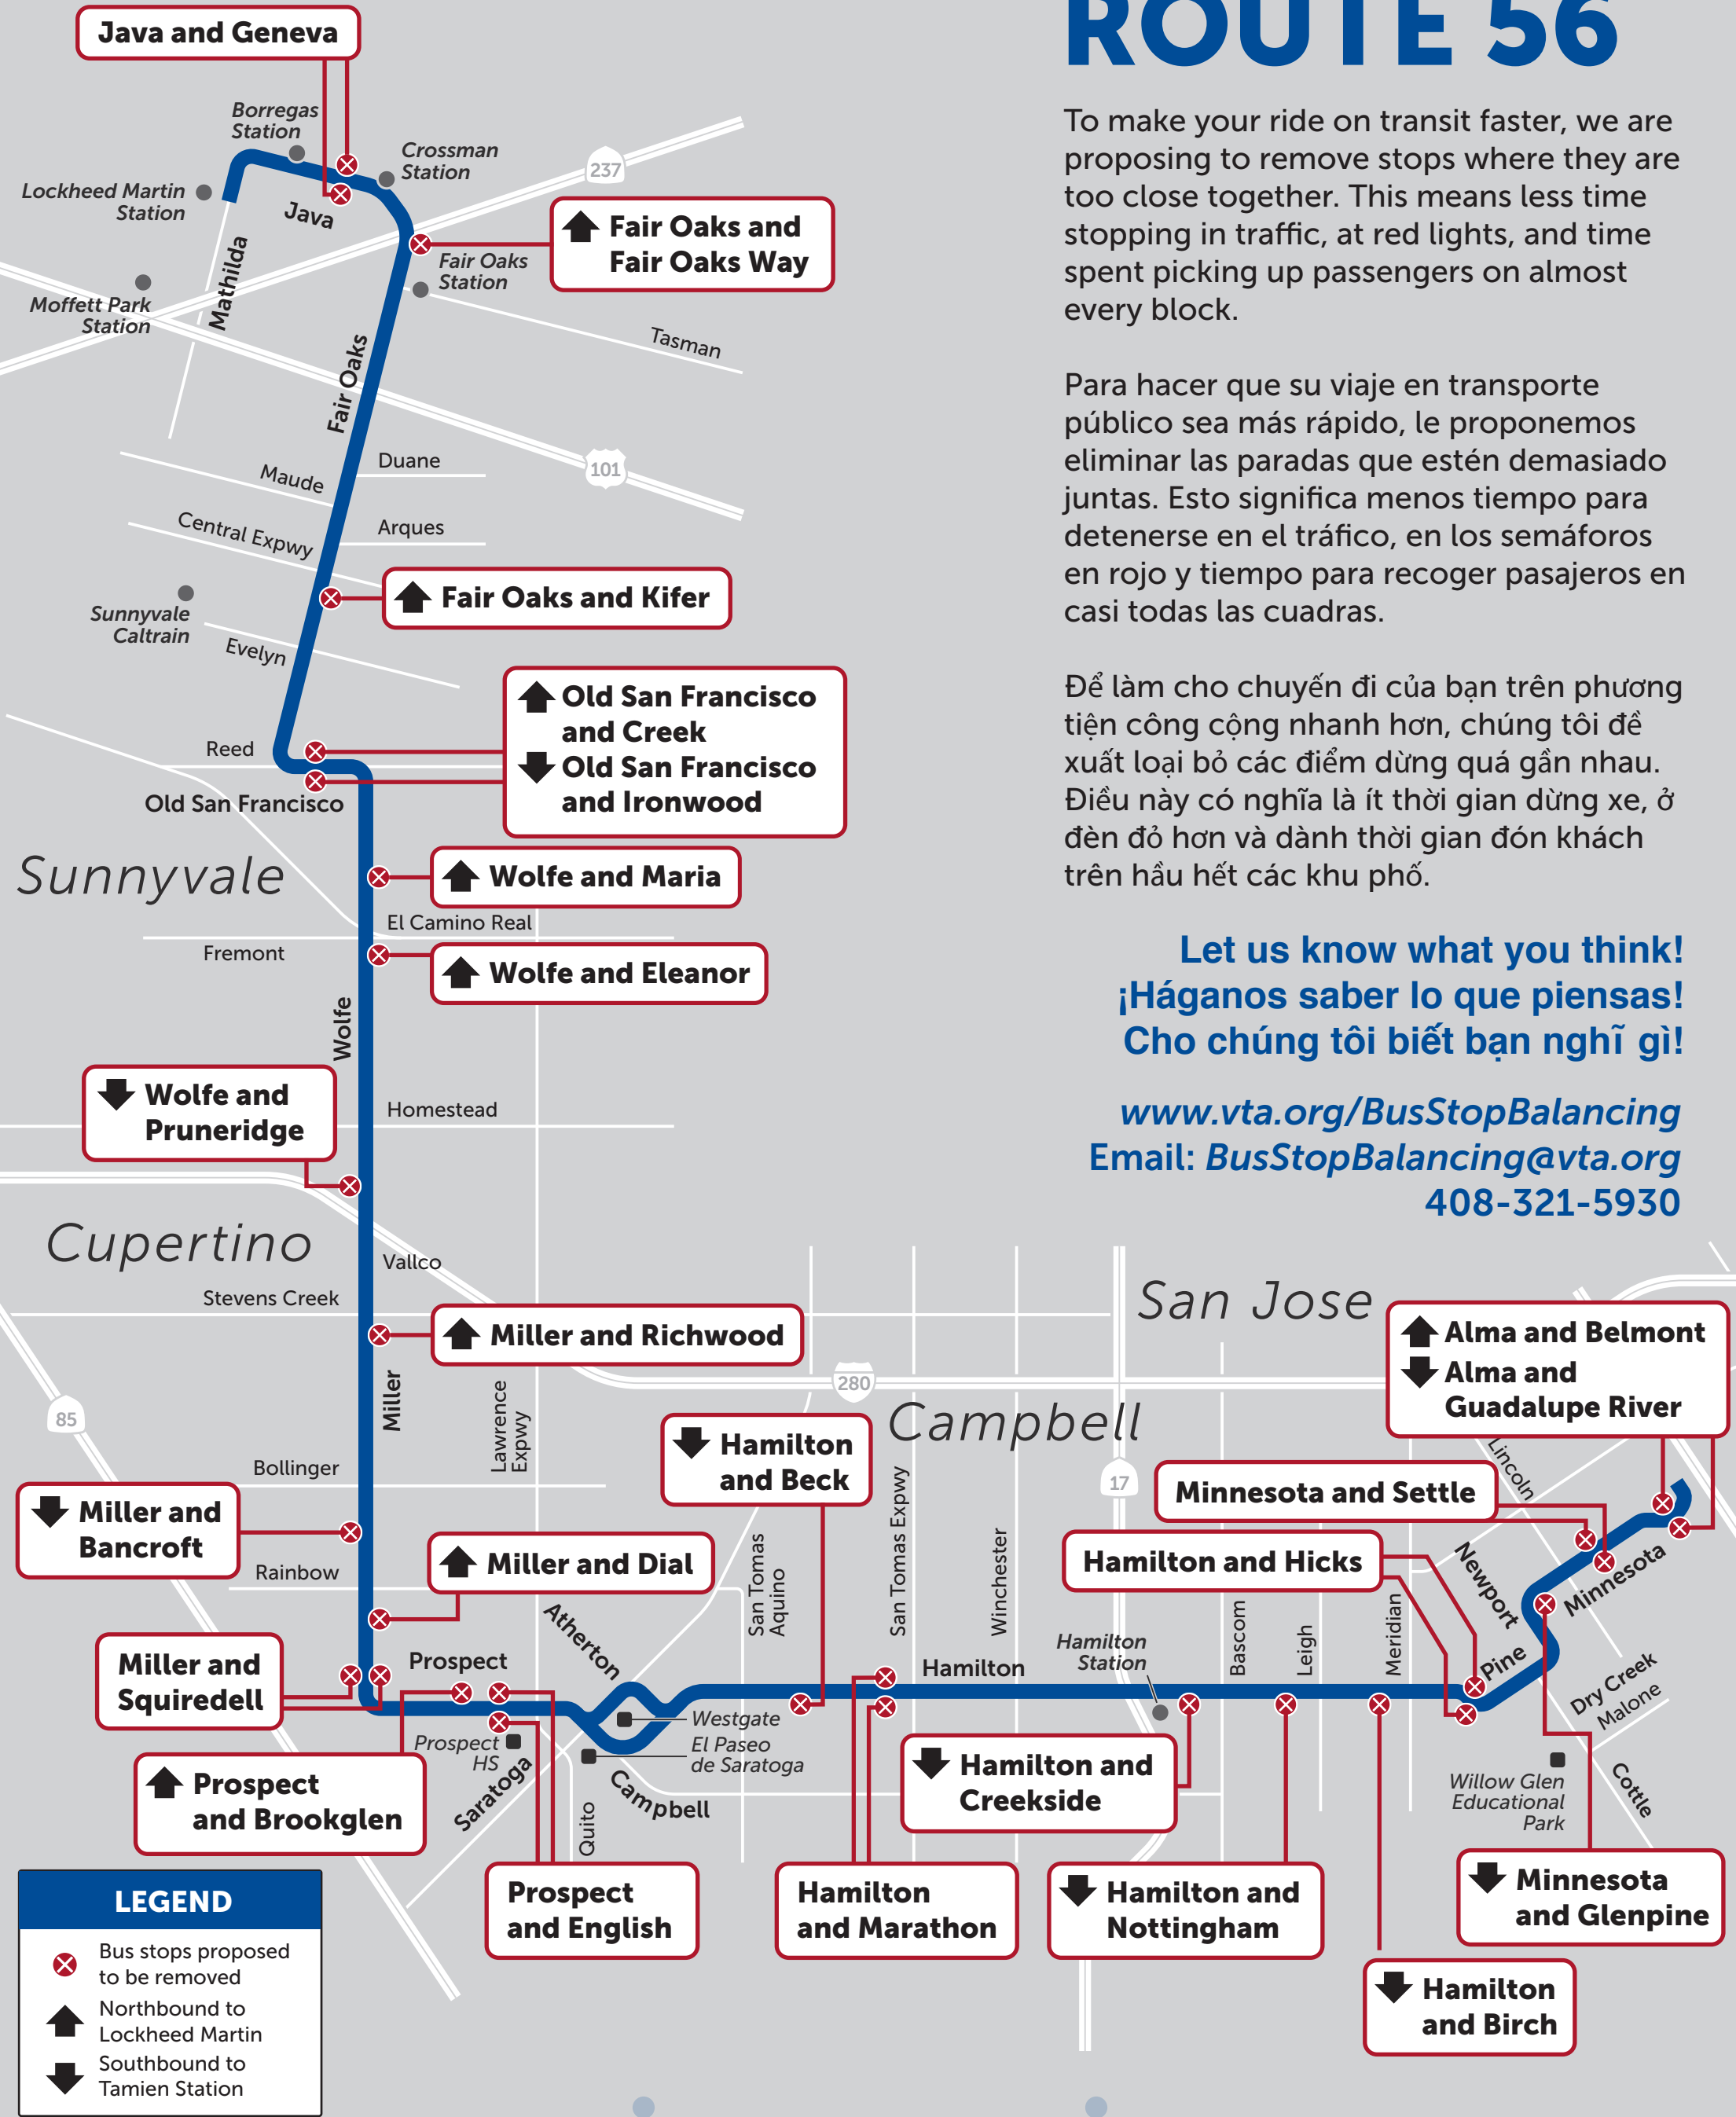 ROUTE 56
To make your ride on transit faster, we are
proposing to remove stops where they are
too close together. This means less time
stopping in traffic, at red lights, and time
spent picking up passengers on almost
every block.
Para hacer que su viaje en transporte
público sea más rápido, le proponemos
eliminar las paradas que estén demasiado
juntas. Esto significa menos tiempo para
detenerse en el tráfico, en los semáforos
en rojo y tiempo para recoger pasajeros en
casi todas las cuadras.
Để làm cho chuyến đi của bạn trên phương
tiện công cộng nhanh hơn, chúng tôi đề
xuất loại bỏ các điểm dừng quá gần nhau.
Điều này có nghĩa là ít thời gian dừng xe, ở
đèn đỏ hơn và dành thời gian đón khách
trên hầu hết các khu phố.
Let us know what you think!
¡Háganos saber lo que piensas!
Cho chúng tôi biết bạn nghĩ gì!
www.vta.org/BusStopBalancing
Email: BusStopBalancing@vta.org
408-321-5930
Java and Geneva
Borregas
Station
Crossman
Station
237
Lockheed Martin
Station
Java
Fair Oaks and
Fair Oaks Way
Mathilda
Fair Oaks
Station
Moffett Park
Station
Tasman
Fair Oaks
101
Duane
Maude
Central Expwy
Arques
Fair Oaks and Kifer
Sunnyvale
Caltrain
Evelyn
Old San Francisco
and Creek
Old San Francisco
and Ironwood
Reed
Old San Francisco
Sunnyvale
Wolfe and Maria
El Camino Real
Fremont
Wolfe and Eleanor
Wolfe
Wolfe and
Pruneridge
Homestead
Cupertino
Vallco
Stevens Creek
Miller and Richwood
San Jose
Alma and Belmont
Alma and
Guadalupe River
280
85
Miller
Lawrence
Expwy
Campbell
Hamilton
and Beck
17
Lincoln
Minnesota and Settle
Bollinger
Miller and
Bancroft
Miller and Dial
Rainbow
San Tomas
Aquino
San Tomas Expwy
Winchester
Hamilton and Hicks
Newport
Minnesota
Atherton
Bascom
Leigh
Meridian
Hamilton
Station
Miller and
Squiredell
Prospect
Hamilton
Pine
Dry Creek
Malone
Prospect
HS
Westgate
El Paseo
de Saratoga
Saratoga
Campbell
Quito
Prospect
and Brookglen
Hamilton and
Creekside
Willow Glen
Educational
Park
Cottle
Prospect
and English
Hamilton
and Marathon
Hamilton and
Nottingham
Minnesota
and Glenpine
Hamilton
and Birch
LEGEND
Bus stops proposed
to be removed
Northbound to
Lockheed Martin
Southbound to
Tamien Station